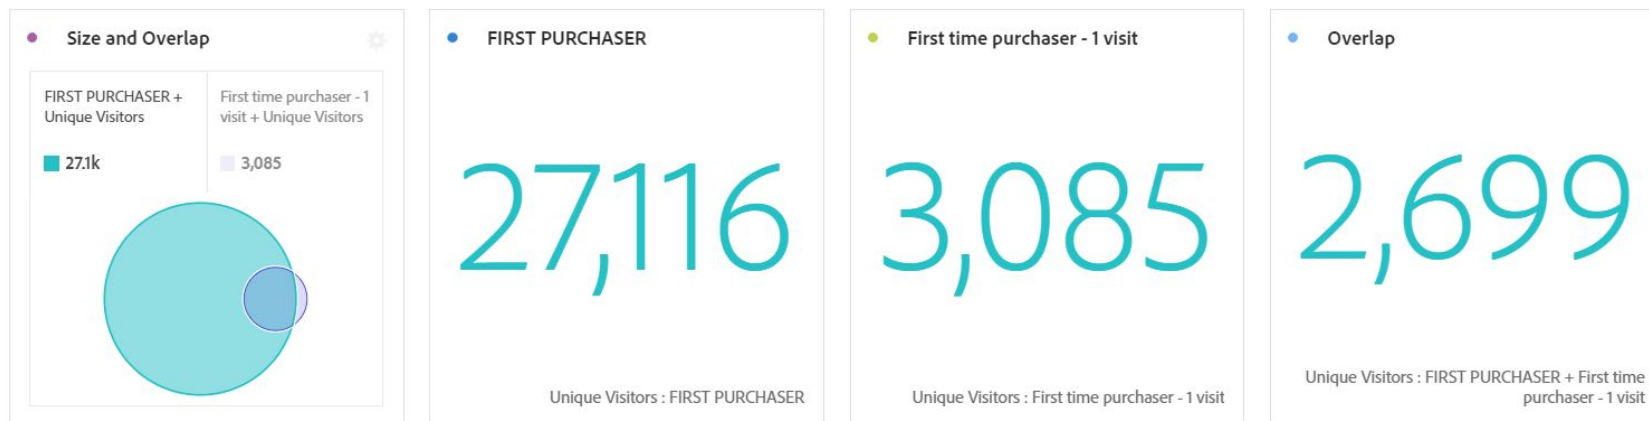 Size and Overlap
FIRST PURCHASER +
Unique Visitors
27.1k
First time purchaser - 1
visit + Unique Visitors
3,085
FIRST PURCHASER
27,116
Unique Visitors : FIRST PURCHASER
First time purchaser - 1 visit
3,085
Unique Visitors : First time purchaser - 1 visit
Overlap
2,699
Unique Visitors : FIRST PURCHASER + First time
purchaser - 1 visit